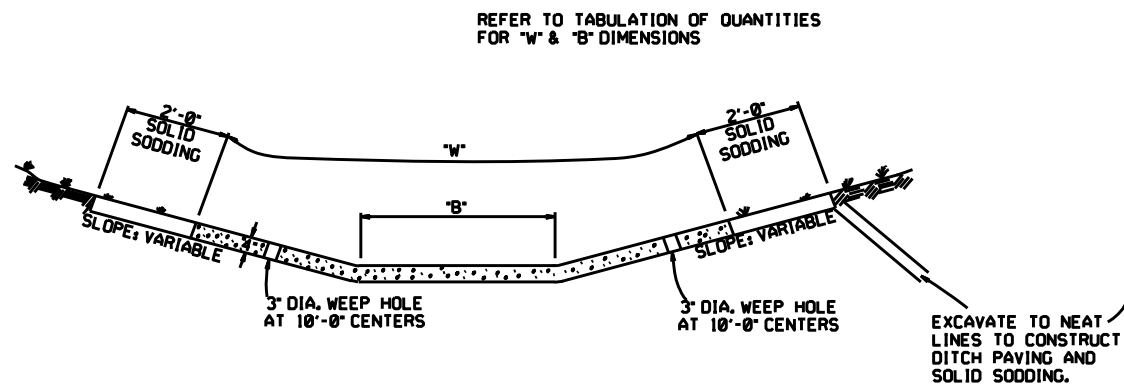 REFER TO TABULATION OF QUANTITIES
FOR "W" & "B" DIMENSIONS
2'-0"
SOLID
SODDING
"W"
2'-0"
SOLID
SODDING
"B"
SLOPE: VARIABLE
4"
SLOPE: VARIABLE
3" DIA. WEEP HOLE
AT 10'-0" CENTERS
3" DIA. WEEP HOLE
AT 10'-0" CENTERS
EXCAVATE TO NEAT
LINES TO CONSTRUCT
DITCH PAVING AND
SOLID SODDING.